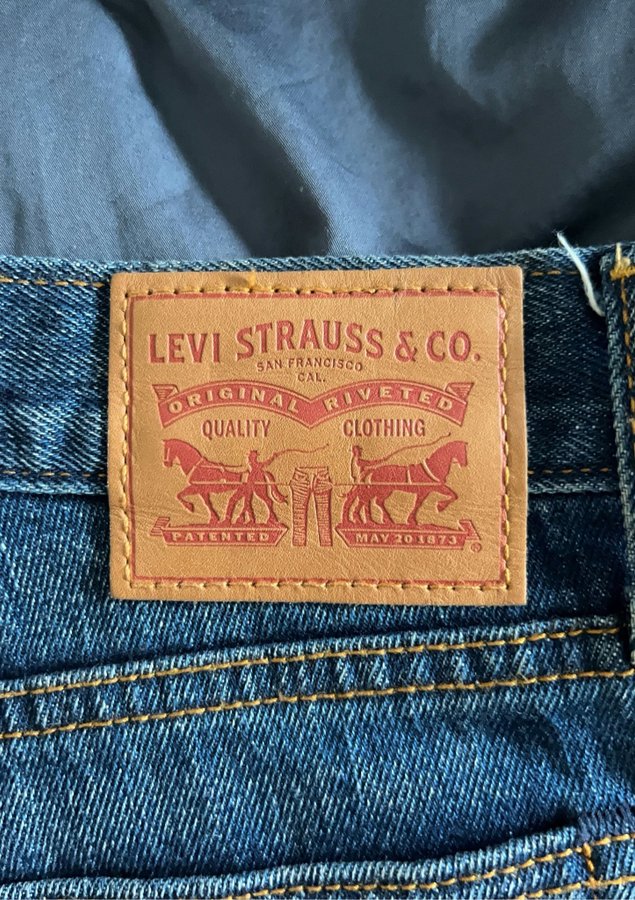 LEVI STRAUSS & CO.
SAN FRANCISCO
CAL.
ORIGINAL RIVETED
QUALITY CLOTHING
PATENTED MAY 20 1873
®